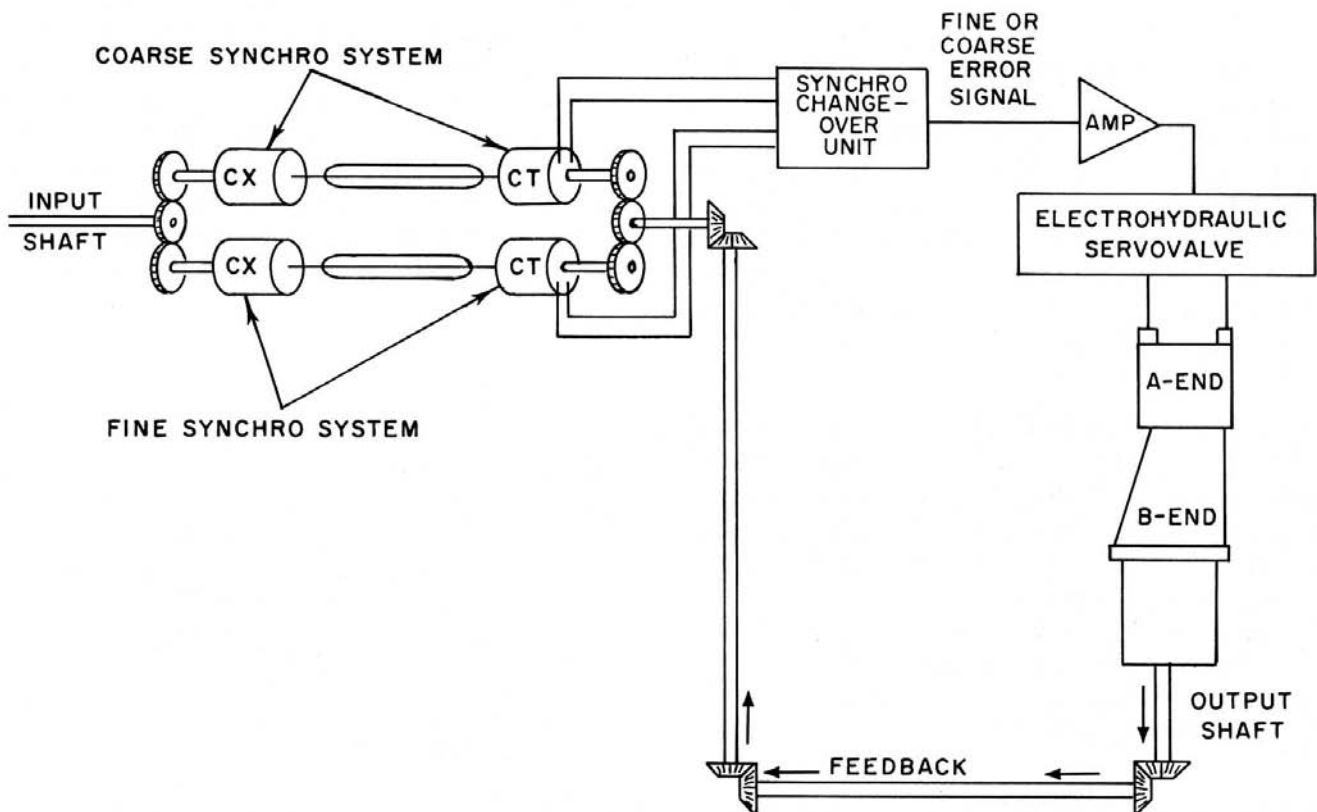 COARSE SYNCHRO SYSTEM
FINE OR
COARSE
ERROR
SIGNAL
SYNCHRO
CHANGE-
OVER
UNIT
AMP
CX
CT
INPUT
SHAFT
CX
CT
ELECTROHYDRAULIC
SERVOVALVE
A-END
FINE SYNCHRO SYSTEM
B-END
OUTPUT
SHAFT
FEEDBACK